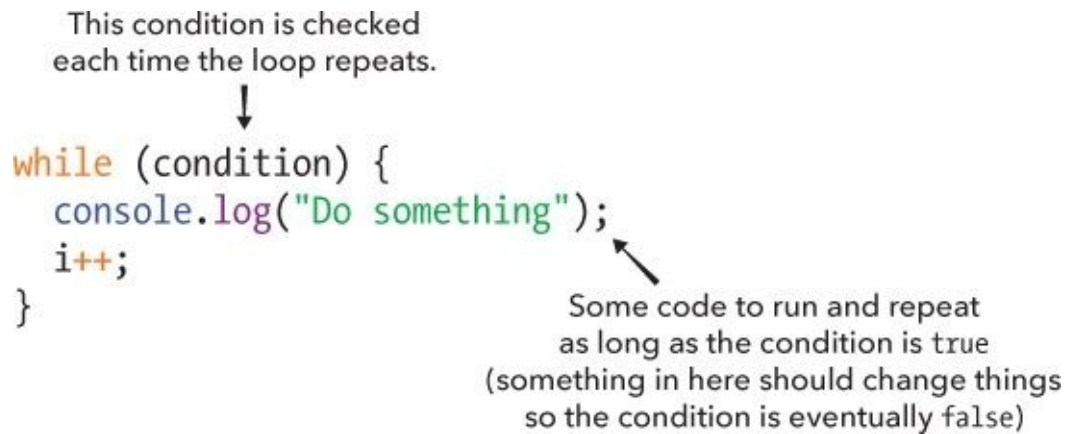 This condition is checked
each time the loop repeats.
while (condition) {
  console.log("Do something");
  i++;
}
Some code to run and repeat
as long as the condition is true
(something in here should change things
so the condition is eventually false)